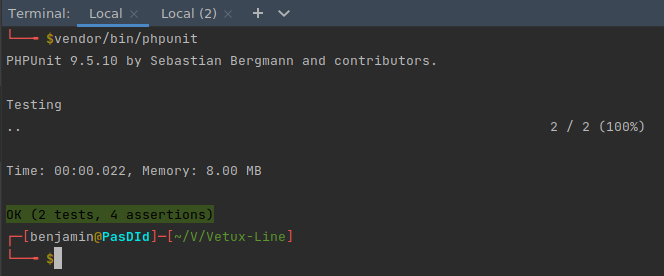 Terminal: Local × Local (2) × + ∨
└──╼ $vendor/bin/phpunit
PHPUnit 9.5.10 by Sebastian Bergmann and contributors.
Testing
.. 2 / 2 (100%)
Time: 00:00.022, Memory: 8.00 MB
OK (2 tests, 4 assertions)
┌─[benjamin@PasDId]─[~/V/Vetux-Line]
└──╼ $